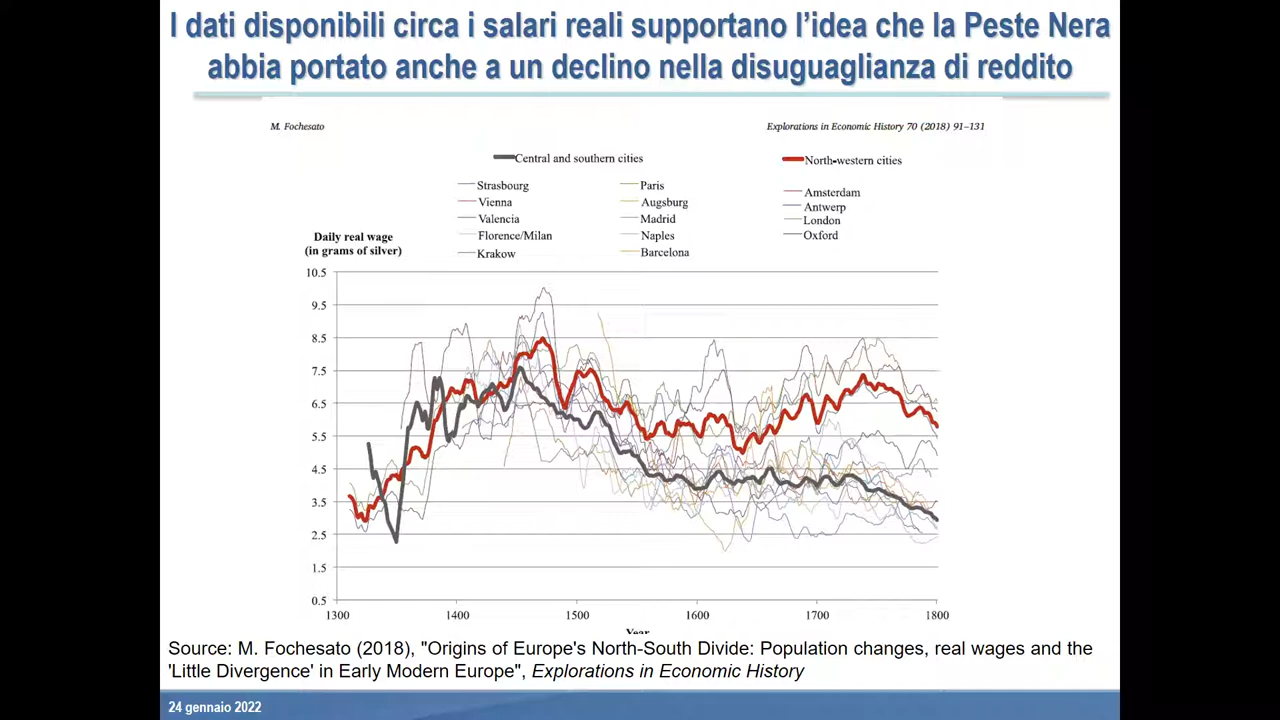 I dati disponibili circa i salari reali supportano l’idea che la Peste Nera
abbia portato anche a un declino nella disuguaglianza di reddito
M. Fochesato
Explorations in Economic History 70 (2018) 91–131
Central and southern cities
North-western cities
Strasbourg
Paris
Amsterdam
Vienna
Augsburg
Antwerp
Valencia
Madrid
London
Florence/Milan
Naples
Oxford
Krakow
Barcelona
Daily real wage
(in grams of silver)
10.5
9.5
8.5
7.5
6.5
5.5
4.5
3.5
2.5
1.5
0.5
1300
1400
1500
1600
1700
1800
Year
Source: M. Fochesato (2018), "Origins of Europe's North-South Divide: Population changes, real wages and the
'Little Divergence' in Early Modern Europe", Explorations in Economic History
24 gennaio 2022